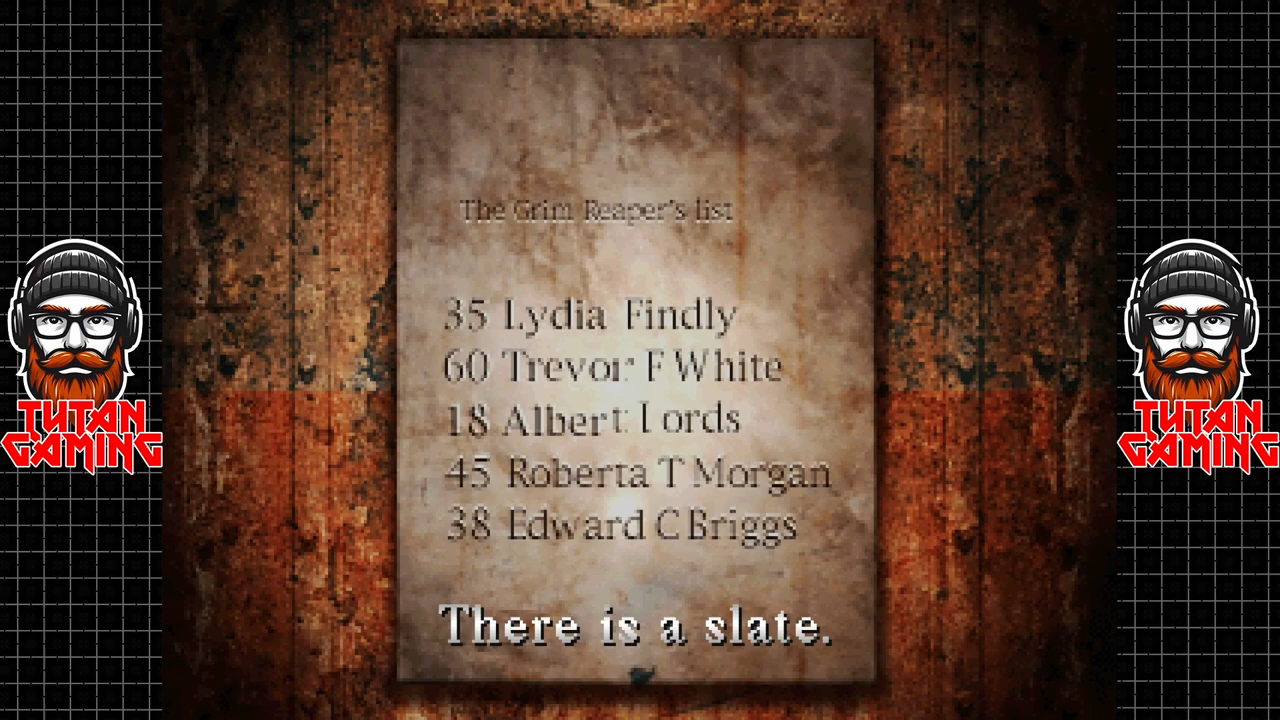 The Grim Reaper's list
35 Lydia Findly
60 Trevor F White
18 Albert Lords
45 Roberta T Morgan
38 Edward C Briggs
There is a slate.
TUTAN
GAMING
TUTAN
GAMING